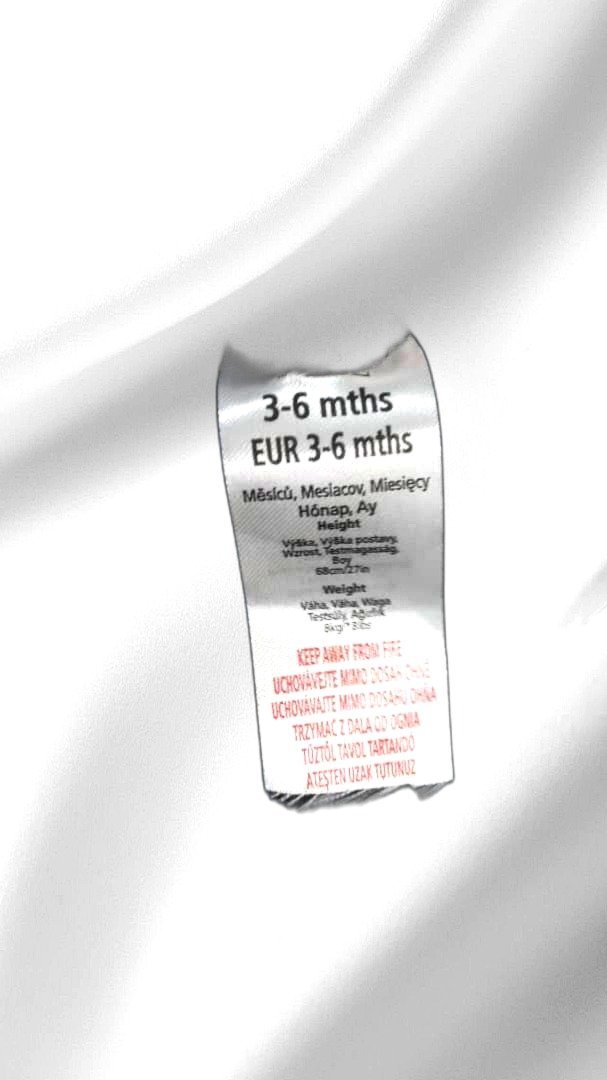 3-6 mths
EUR 3-6 mths
Měsíců, Mesiacov, Miesięcy
Hónap, Ay
Height
Výška, Výška postavy,
Wzrost, Testmagasság,
Boy
68cm/27in
Weight
Váha, Váha, Waga
Testsúly, Ağırlık
8kg
KEEP AWAY FROM FIRE
UCHOVÁVEJTE MIMO DOSAH OHNĚ
UCHOVÁVAJTE MIMO DOSAHU OHŇA
TRZYMAĆ Z DALA OD OGNIA
TŰZTŐL TÁVOL TARTANDÓ
ATEŞTEN UZAK TUTUNUZ